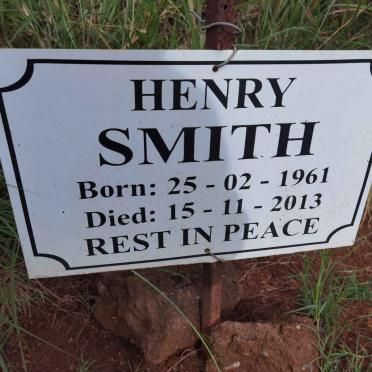 HENRY
SMITH
Born: 25 - 02 - 1961
Died: 15 - 11 - 2013
REST IN PEACE